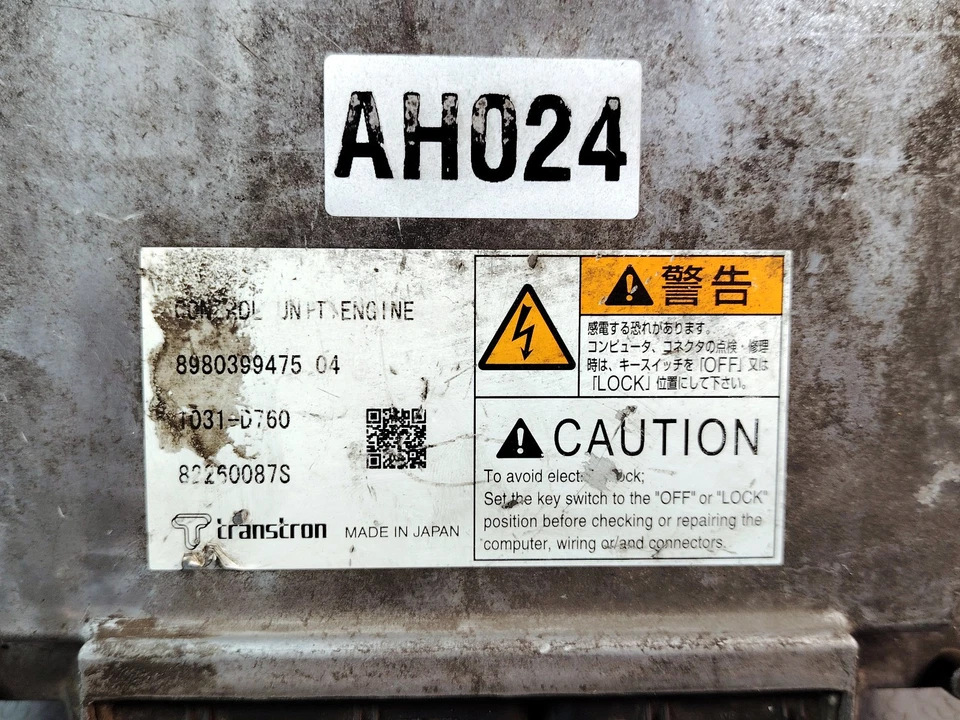 AH024
CONTROL UNIT;ENGINE
8980399475 04
1031-D760
82260087S
transtron MADE IN JAPAN
警告
感電する恐れがあります。
コンピュータ、コネクタの点検・修理
時は、キースイッチを「OFF」又は
「LOCK」位置にして下さい。
CAUTION
To avoid
Set the key switch to the "OFF" or "LOCK"
position before checking or repairing the
computer, wiring or/and connectors.